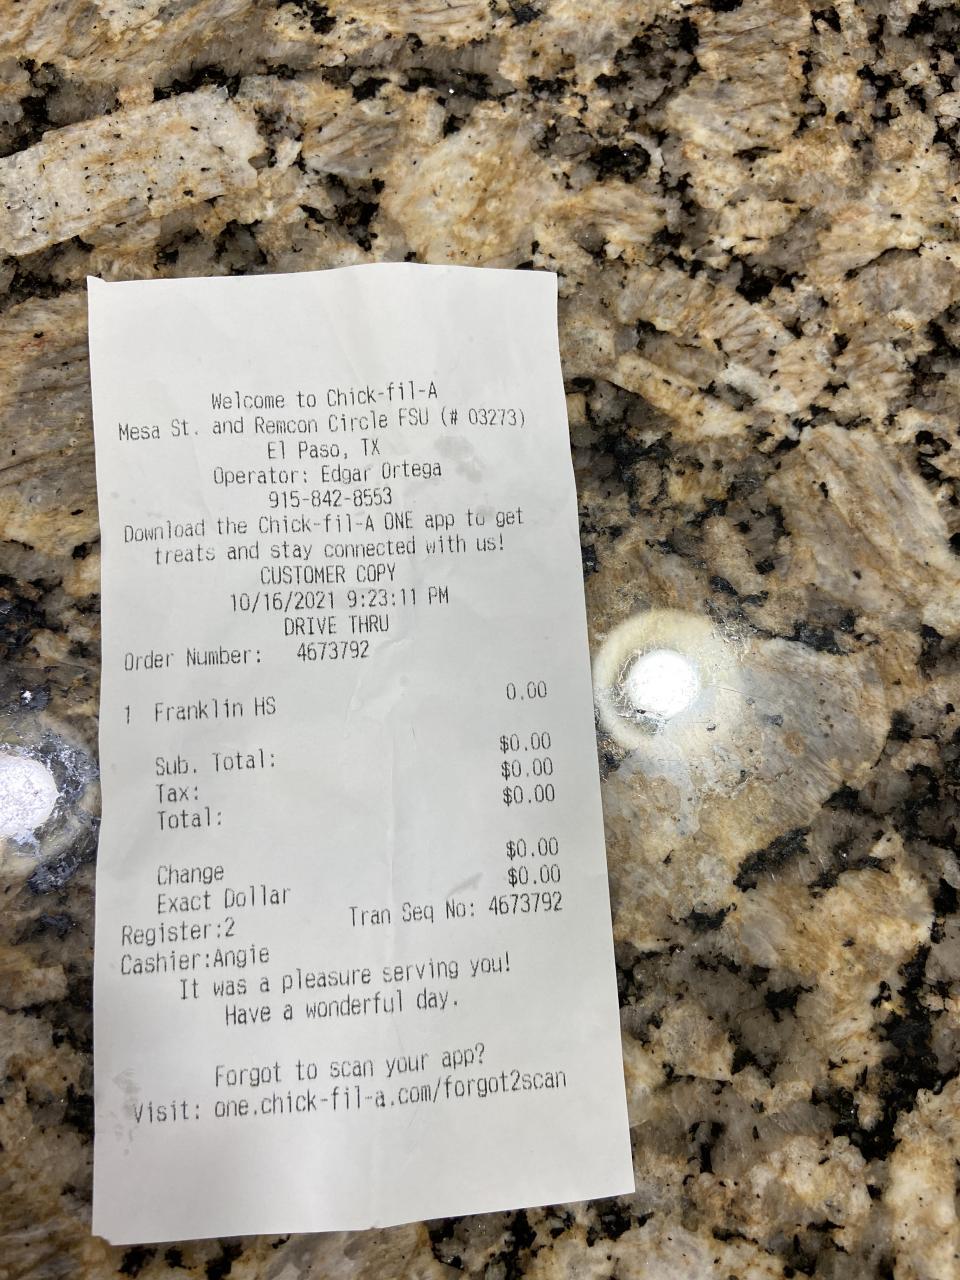 Welcome to Chick-fil-A
Mesa St. and Remcon Circle FSU (# 03273)
El Paso, TX
Operator: Edgar Ortega
915-842-8553
Download the Chick-fil-A ONE app to get
treats and stay connected with us!
CUSTOMER COPY
10/16/2021 9:23:11 PM
DRIVE THRU
Order Number: 4673792
1 Franklin HS 0.00
Sub. Total: $0.00
Tax: $0.00
Total: $0.00
Change $0.00
Exact Dollar $0.00
Register:2 Tran Seq No: 4673792
Cashier:Angie
It was a pleasure serving you!
Have a wonderful day.
Forgot to scan your app?
Visit: one.chick-fil-a.com/forgot2scan